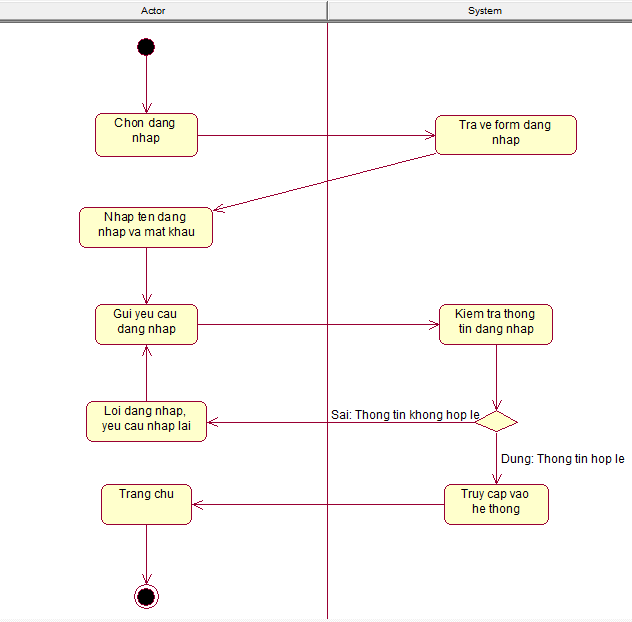 Actor
System
Chon dang
nhap
Tra ve form dang
nhap
Nhap ten dang
nhap va mat khau
Gui yeu cau
dang nhap
Kiem tra thong
tin dang nhap
Loi dang nhap,
yeu cau nhap lai
Sai: Thong tin khong hop le
Dung: Thong tin hop le
Trang chu
Truy cap vao
he thong